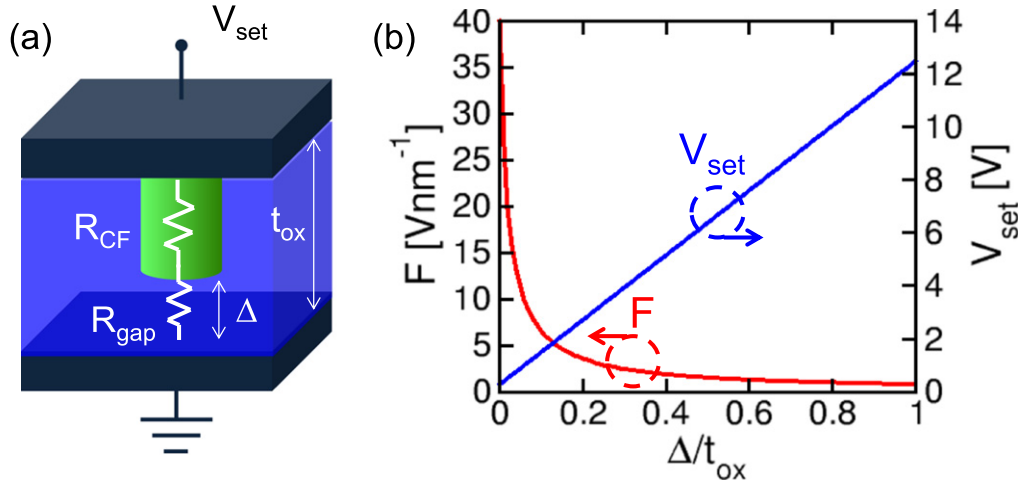 (a)
V_set
R_CF
t_ox
R_gap
Δ
(b)
F [Vnm⁻¹]
40
35
30
25
20
15
10
5
0
V_set
F
14
12
10
8
6
4
2
0
V_set [V]
0
0.2
0.4
0.6
0.8
1
Δ/t_ox